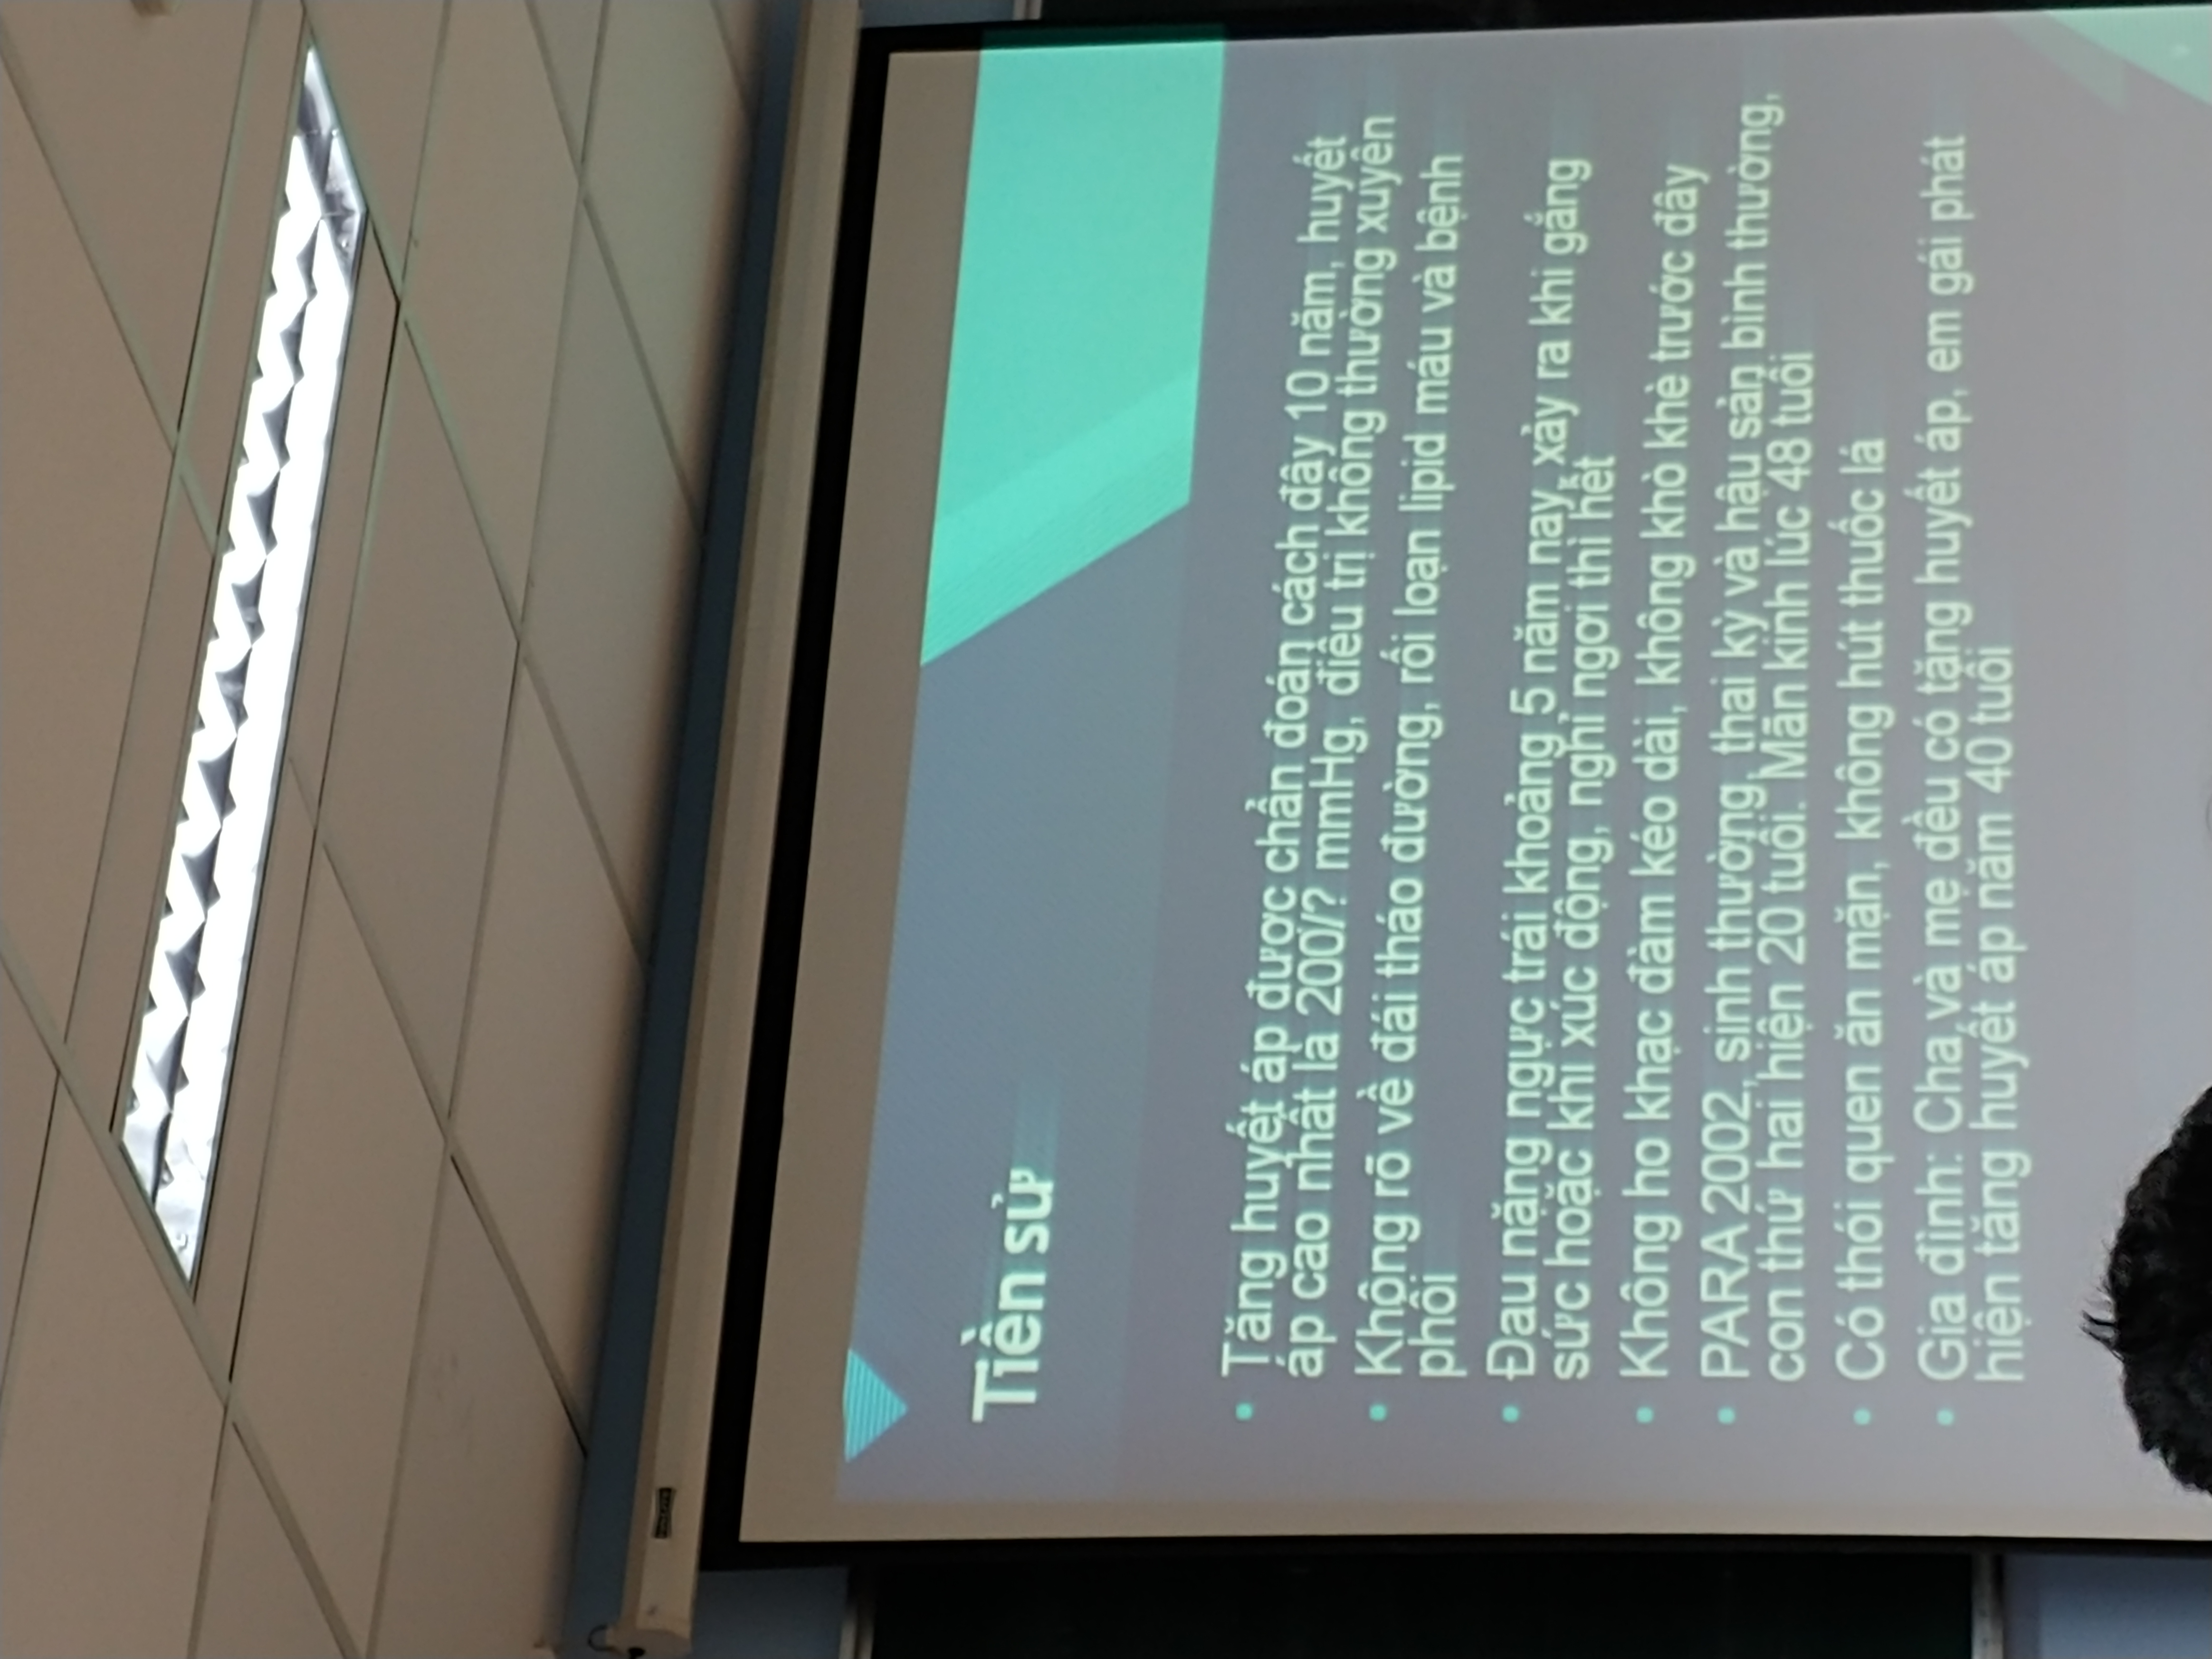 Tiền sử
• Tăng huyết áp được chẩn đoán cách đây 10 năm, huyết
áp cao nhất là 200/? mmHg, điều trị không thường xuyên
• Không rõ về đái tháo đường, rối loạn lipid máu và bệnh
phổi
• Đau nặng ngực trái khoảng 5 năm nay, xảy ra khi gắng
sức hoặc khi xúc động, nghỉ ngơi thì hết
• Không ho khạc đàm kéo dài, không khò khè trước đây
• PARA 2002, sinh thường, thai kỳ và hậu sản bình thường,
con thứ hai hiện 20 tuổi. Mãn kinh lúc 48 tuổi
• Có thói quen ăn mặn, không hút thuốc lá
• Gia đình: Cha và mẹ đều có tăng huyết áp, em gái phát
hiện tăng huyết áp năm 40 tuổi